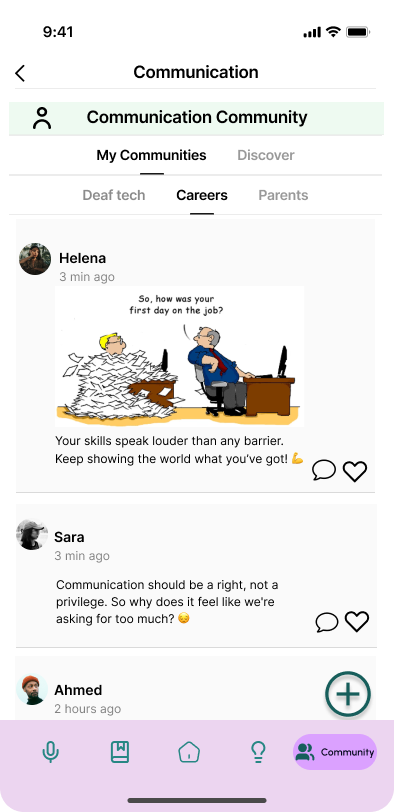 9:41
Communication
Communication Community
My Communities Discover
Deaf tech Careers Parents
Helena
3 min ago
So, how was your
first day on the job?
Your skills speak louder than any barrier.
Keep showing the world what you've got! 💪
Sara
3 min ago
Communication should be a right, not a
privilege. So why does it feel like we're
asking for too much? 😔
Ahmed
2 hours ago
Community